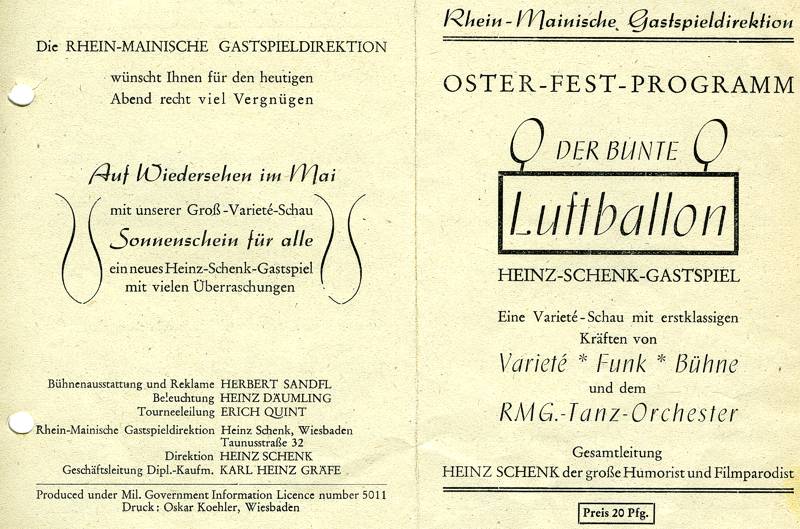 Die RHEIN-MAINISCHE GASTSPIELDIREKTION
wünscht Ihnen für den heutigen
Abend recht viel Vergnügen
Auf Wiedersehen im Mai
mit unserer Groß-Varieté-Schau
Sonnenschein für alle
ein neues Heinz-Schenk-Gastspiel
mit vielen Überraschungen
Bühnenausstattung und Reklame HERBERT SANDFL
Beleuchtung HEINZ DÄUMLING
Tourneeleilung ERICH QUINT
Rhein-Mainische Gastspieldirektion Heinz Schenk, Wiesbaden
Taunusstraße 32
Direktion HEINZ SCHENK
Geschäftsleitung Dipl.-Kaufm. KARL HEINZ GRÄFE
Produced under Mil. Government Information Licence number 5011
Druck: Oskar Koehler, Wiesbaden
Rhein-Mainische Gastspieldirektion
OSTER-FEST-PROGRAMM
DER BUNTE
Luftballon
HEINZ-SCHENK-GASTSPIEL
Eine Varieté-Schau mit erstklassigen
Kräften von
Varieté * Funk * Bühne
und dem
RMG.-Tanz-Orchester
Gesamtleitung
HEINZ SCHENK der große Humorist und Filmparodist
Preis 20 Pfg.